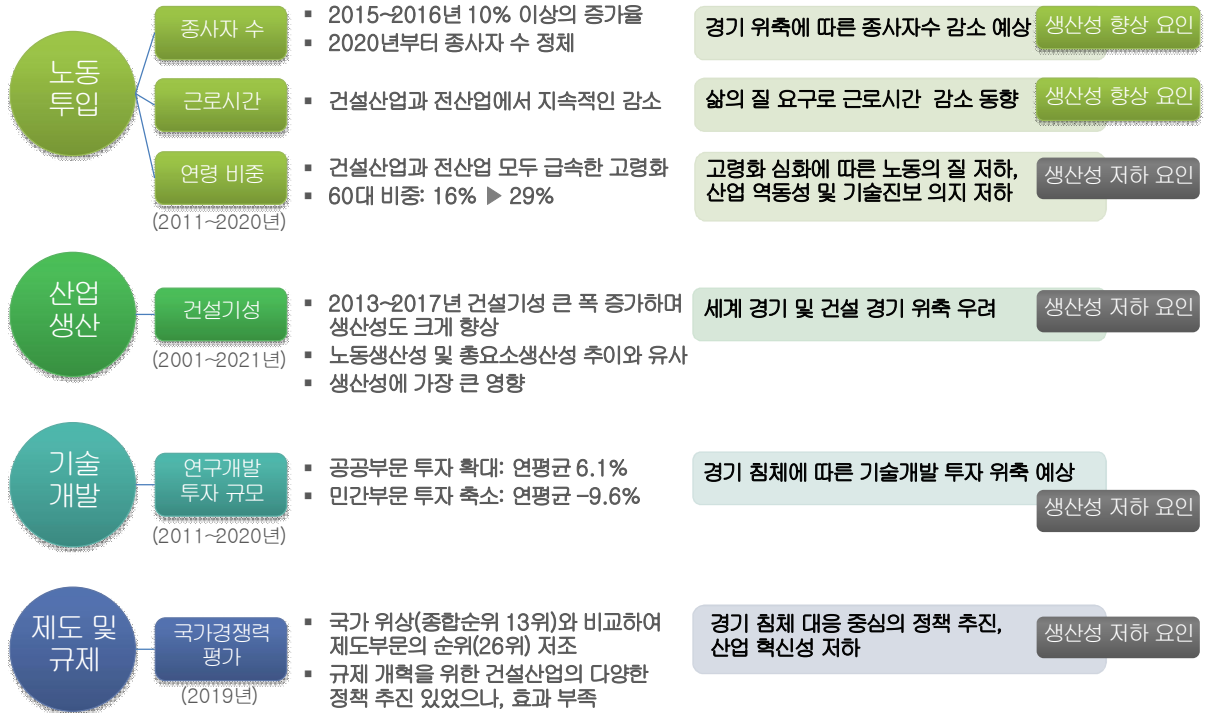 노동
투입
종사자 수
▪ 2015~2016년 10% 이상의 증가율
▪ 2020년부터 종사자 수 정체
경기 위축에 따른 종사자수 감소 예상
생산성 향상 요인
근로시간
▪ 건설산업과 전산업에서 지속적인 감소
삶의 질 요구로 근로시간 감소 동향
생산성 향상 요인
연령 비중
(2011~2020년)
▪ 건설산업과 전산업 모두 급속한 고령화
▪ 60대 비중: 16% ▶ 29%
고령화 심화에 따른 노동의 질 저하,
산업 역동성 및 기술진보 의지 저하
생산성 저하 요인
산업
생산
건설기성
(2001~2021년)
▪ 2013~2017년 건설기성 큰 폭 증가하며
생산성도 크게 향상
▪ 노동생산성 및 총요소생산성 추이와 유사
▪ 생산성에 가장 큰 영향
세계 경기 및 건설 경기 위축 우려
생산성 저하 요인
기술
개발
연구개발
투자 규모
(2011~2020년)
▪ 공공부문 투자 확대: 연평균 6.1%
▪ 민간부문 투자 축소: 연평균 -9.6%
경기 침체에 따른 기술개발 투자 위축 예상
생산성 저하 요인
제도 및
규제
국가경쟁력
평가
(2019년)
▪ 국가 위상(종합순위 13위)와 비교하여
제도부문의 순위(26위) 저조
▪ 규제 개혁을 위한 건설산업의 다양한
정책 추진 있었으나, 효과 부족
경기 침체 대응 중심의 정책 추진,
산업 혁신성 저하
생산성 저하 요인